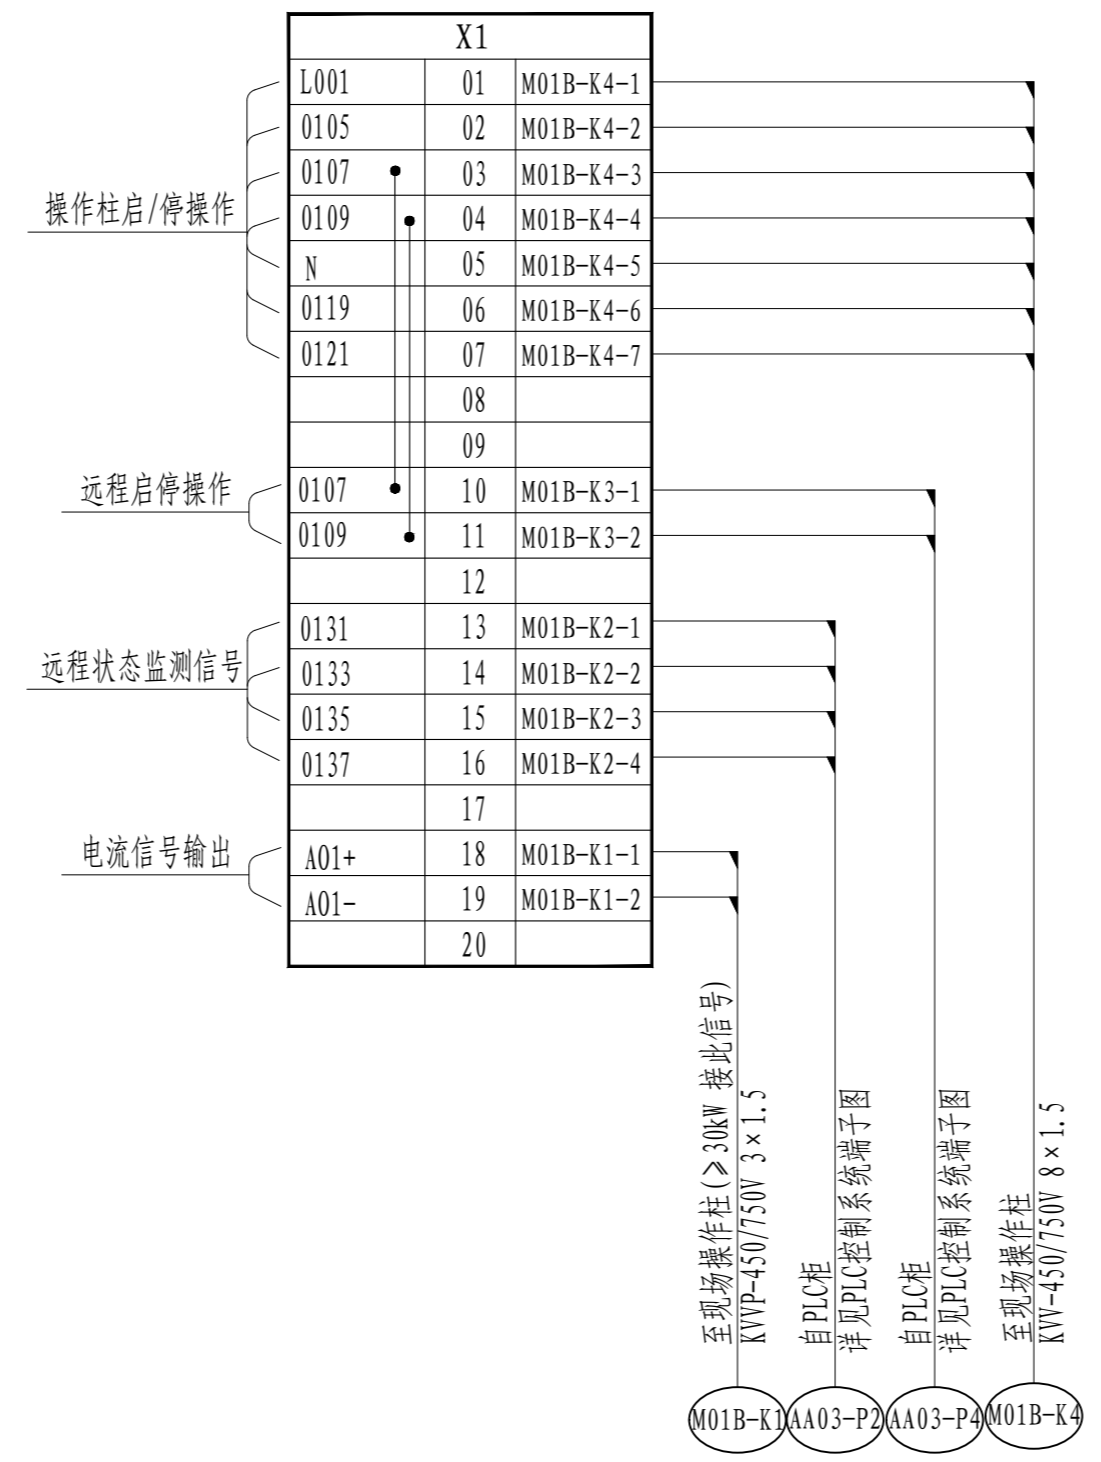 X1
L001 01 M01B-K4-1
0105 02 M01B-K4-2
0107 03 M01B-K4-3
操作柱启/停操作
0109 04 M01B-K4-4
N 05 M01B-K4-5
0119 06 M01B-K4-6
0121 07 M01B-K4-7
08
09
远程启停操作
0107 10 M01B-K3-1
0109 11 M01B-K3-2
12
0131 13 M01B-K2-1
远程状态监测信号
0133 14 M01B-K2-2
0135 15 M01B-K2-3
0137 16 M01B-K2-4
17
电流信号输出
A01+ 18 M01B-K1-1
A01- 19 M01B-K1-2
20
至现场操作柱(≥30kW 接此信号)
KVVP-450/750V 3×1.5
自PLC柜
详见PLC控制系统端子图
自PLC柜
详见PLC控制系统端子图
至现场操作柱
KVV-450/750V 8×1.5
M01B-K1
AA03-P2
AA03-P4
M01B-K4